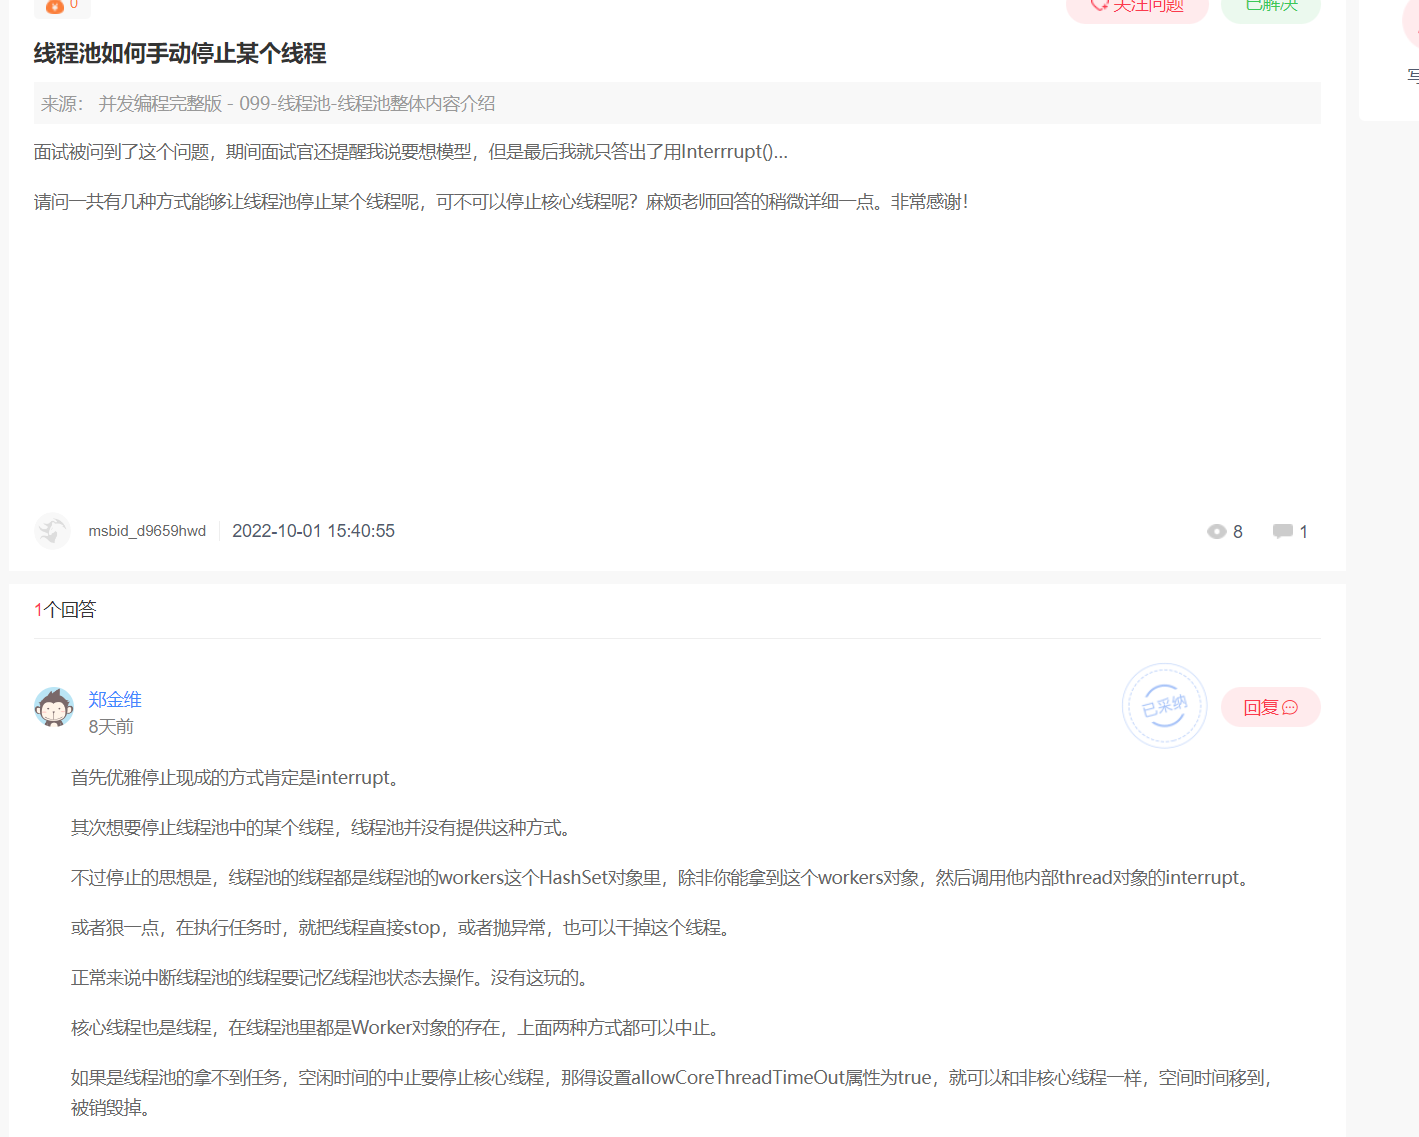 0
关注问题
已解决
线程池如何手动停止某个线程
写
来源： 并发编程完整版 - 099-线程池-线程池整体内容介绍
面试被问到了这个问题，期间面试官还提醒我说要想模型，但是最后我就只答出了用Interrrupt()...
请问一共有几种方式能够让线程池停止某个线程呢，可不可以停止核心线程呢？麻烦老师回答的稍微详细一点。非常感谢！
msbid_d9659hwd
2022-10-01 15:40:55
8
1
1个回答
郑金维
8天前
已采纳
回复
首先优雅停止现成的方式肯定是interrupt。
其次想要停止线程池中的某个线程，线程池并没有提供这种方式。
不过停止的思想是，线程池的线程都是线程池的workers这个HashSet对象里，除非你能拿到这个workers对象，然后调用他内部thread对象的interrupt。
或者狠一点，在执行任务时，就把线程直接stop，或者抛异常，也可以干掉这个线程。
正常来说中断线程池的线程要记忆线程池状态去操作。没有这玩的。
核心线程也是线程，在线程池里都是Worker对象的存在，上面两种方式都可以中止。
如果是线程池的拿不到任务，空闲时间的中止要停止核心线程，那得设置allowCoreThreadTimeOut属性为true，就可以和非核心线程一样，空间时间移到，
被销毁掉。